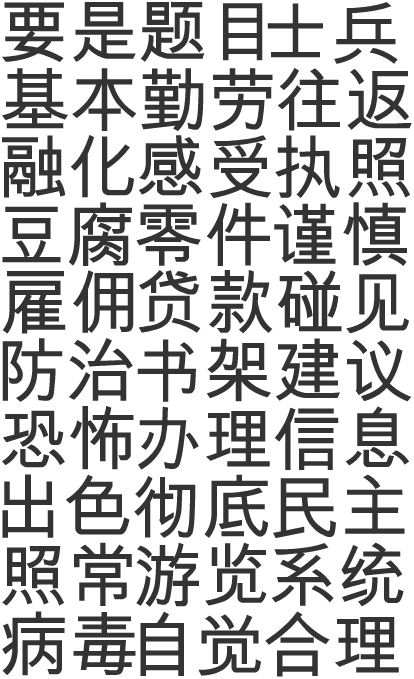 要是题目士兵
基本勤劳往返
融化感受执照
豆腐零件谨慎
雇佣贷款碰见
防治书架建议
恐怖办理信息
出色彻底民主
照常游览系统
病毒自觉合理